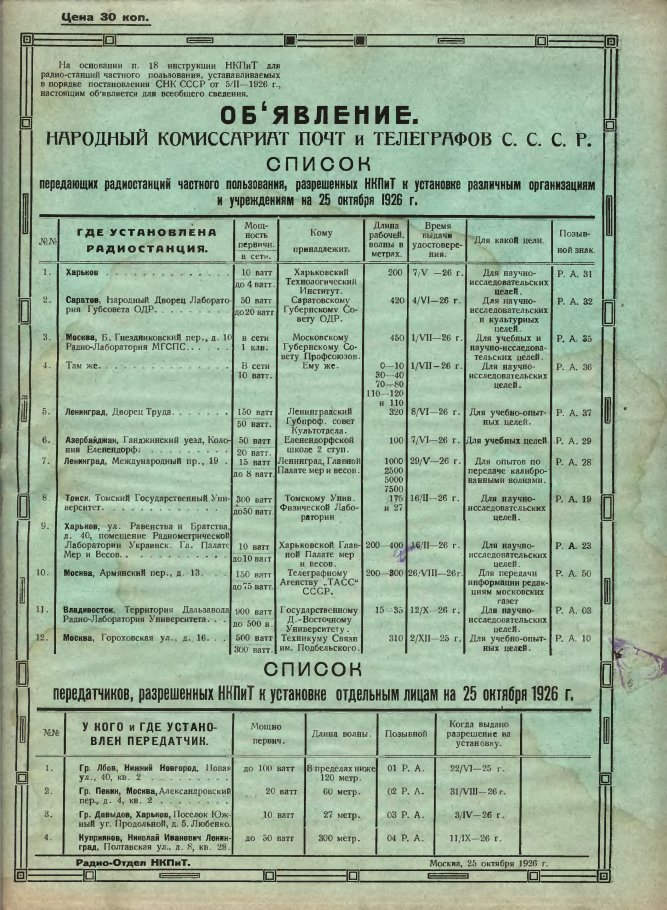 Цена 30 коп.
На основании п. 18 инструкции НКПиТ для
радио-станций частного пользования, устанавливаемых
в порядке постановления СНК СССР от 5/II—1926 г.,
настоящим об'является для всеобщего сведения.
ОБ'ЯВЛЕНИЕ.
НАРОДНЫЙ КОМИССАРИАТ ПОЧТ и ТЕЛЕГРАФОВ С. С. С. Р.
СПИСОК
передающих радиостанций частного пользования, разрешенных НКПиТ к установке различным организациям
и учреждениям на 25 октября 1926 г.
№№ ГДЕ УСТАНОВЛЕНА РАДИОСТАНЦИЯ. Мощность первичн. в сети. Кому принадлежит. Длина рабочей волны в метрах. Время выдачи удостоверения. Для какой цели. Позывной знак.
1. Харьков 10 ватт до 4 ватт. Харьковский Технологический Институт. 200 7/V —26 г. Для научно-исследовательских целей. Р. А. 31
2. Саратов, Народный Дворец Лаборатория Губсовета ОДР. 50 ватт до 20 ватт Саратовскому Губернскому Совету ОДР. 420 4/VI—26 г. Для научно-исследовательских и культурных целей. Р. А. 32
3. Москва, Б. Гнездниковский пер., д. 10 Радио-Лаборатория МГСПС. в сети 1 клв. Московскому Губернскому Совету Профсоюзов. 450 1/VII—26 г. Для учебных и научно-исследовательских целей. Р. А. 35
4. Там же. В сети 10 ватт. Ему же. 0—10 30—40 70—80 110—120 и 110 1/VII—26 г. Для научно-исследовательских целей. Р. А. 36
5. Ленинград, Дворец Труда. 150 ватт 50 ватт. Ленинградский Губпроф. совет Культотдела. 320 8/VI—26 г. Для учебно-опытных целей. Р. А. 37
6. Азербайджан, Ганджинский уезд, Колония Еленендорф. 50 ватт 20 ватт. Еленендорфской школе 2 ступ. 100 7/VI—26 г. Для учебных целей. Р. А. 29
7. Ленинград, Международный пр., 19 . 15 ватт до 8 ватт. Ленинград, Главной Палате мер и весов. 1000 2500 5000 7500 29/V—26 г. Для опытов по передаче калиброванными волнами. Р. А. 28
8. Томск. Томский Государственный Университет. 300 ватт до 50 ватт. Томскому Унив. Физической Лаборатории 175 и 27 16/II—26 г. Для научно-исследовательских целей. Р. А. 19
9. Харьков, ул. Равенства и Братства, д. 40, помещение Радиометрической Лаборатории Украинск. Гл. Палаты Мер и Весов. 10 ватт до 10 ватт Харьковской Главной Палате мер и весов. 200—400 16/II—26 г. Для научно-исследовательских целей. Р. А. 23
10. Москва, Армянский пер., д. 13. 150 ватт до 75 ватт. Телеграфному Агенству „ТАСС“ СССР. 200—300 26/VIII—26г. Для передачи информации редакциям московских газет Р. А. 50
11. Владивосток. Территория Дальзавода Радио-Лаборатория Университета. 900 ватт до 500 в. Государственному Д.-Восточному Университету. 15—35 12/X—26 г. Для научно-исследовательских целей. Р. А. 03
12. Москва, Гороховская ул., д. 16. 500 ватт 300 ватт. Техникуму Связи им. Подбельского. 310 2/XII—25 г. Для учебно-опытных целей. Р. А. 10
СПИСОК
передатчиков, разрешенных НКПиТ к установке отдельным лицам на 25 октября 1926 г.
№№ У КОГО и ГДЕ УСТАНОВЛЕН ПЕРЕДАТЧИК. Мощно первич. Длина волны. Позывной Когда выдано разрешение на установку.
1. Гр. Лбов, Нижний Новгород, Новая ул., 40, кв. 2 до 100 ватт В пределах ниже 120 метр. 01 Р. А. 22/VI—25 г.
2. Гр. Пекин, Москва, Александровский пер., д. 4, кв. 2 20 ватт 60 метр. 02 Р. А. 31/VIII—26 г.
3. Гр. Давыдов, Харьков, Поселок Южный уг. Продольной, д. 5. Любенко. 10 ватт 27 метр. 03 Р. А. 3/IV—26 г.
4. Куприянов, Николай Иванович Ленинград, Полтавская ул., д. 8, кв. 28. до 50 ватт 300 метр. 04 Р. А. 11/IX—26 г.
Радио-Отдел НКПиТ. Москва, 25 октября 1926 г.